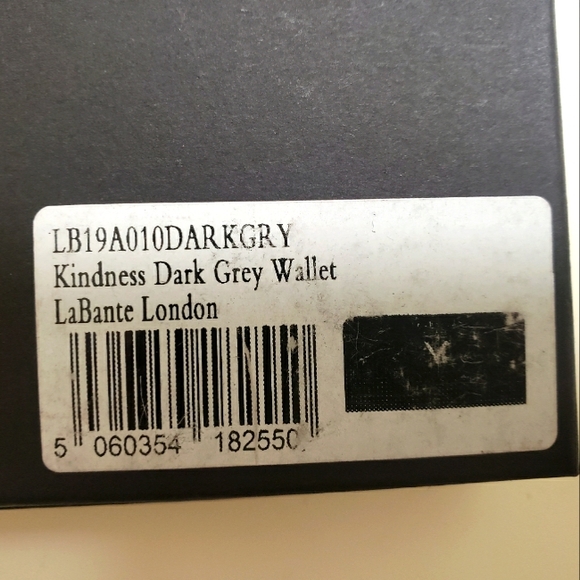 LB19A010DARKGRY
Kindness Dark Grey Wallet
LaBante London
5 060354 182550